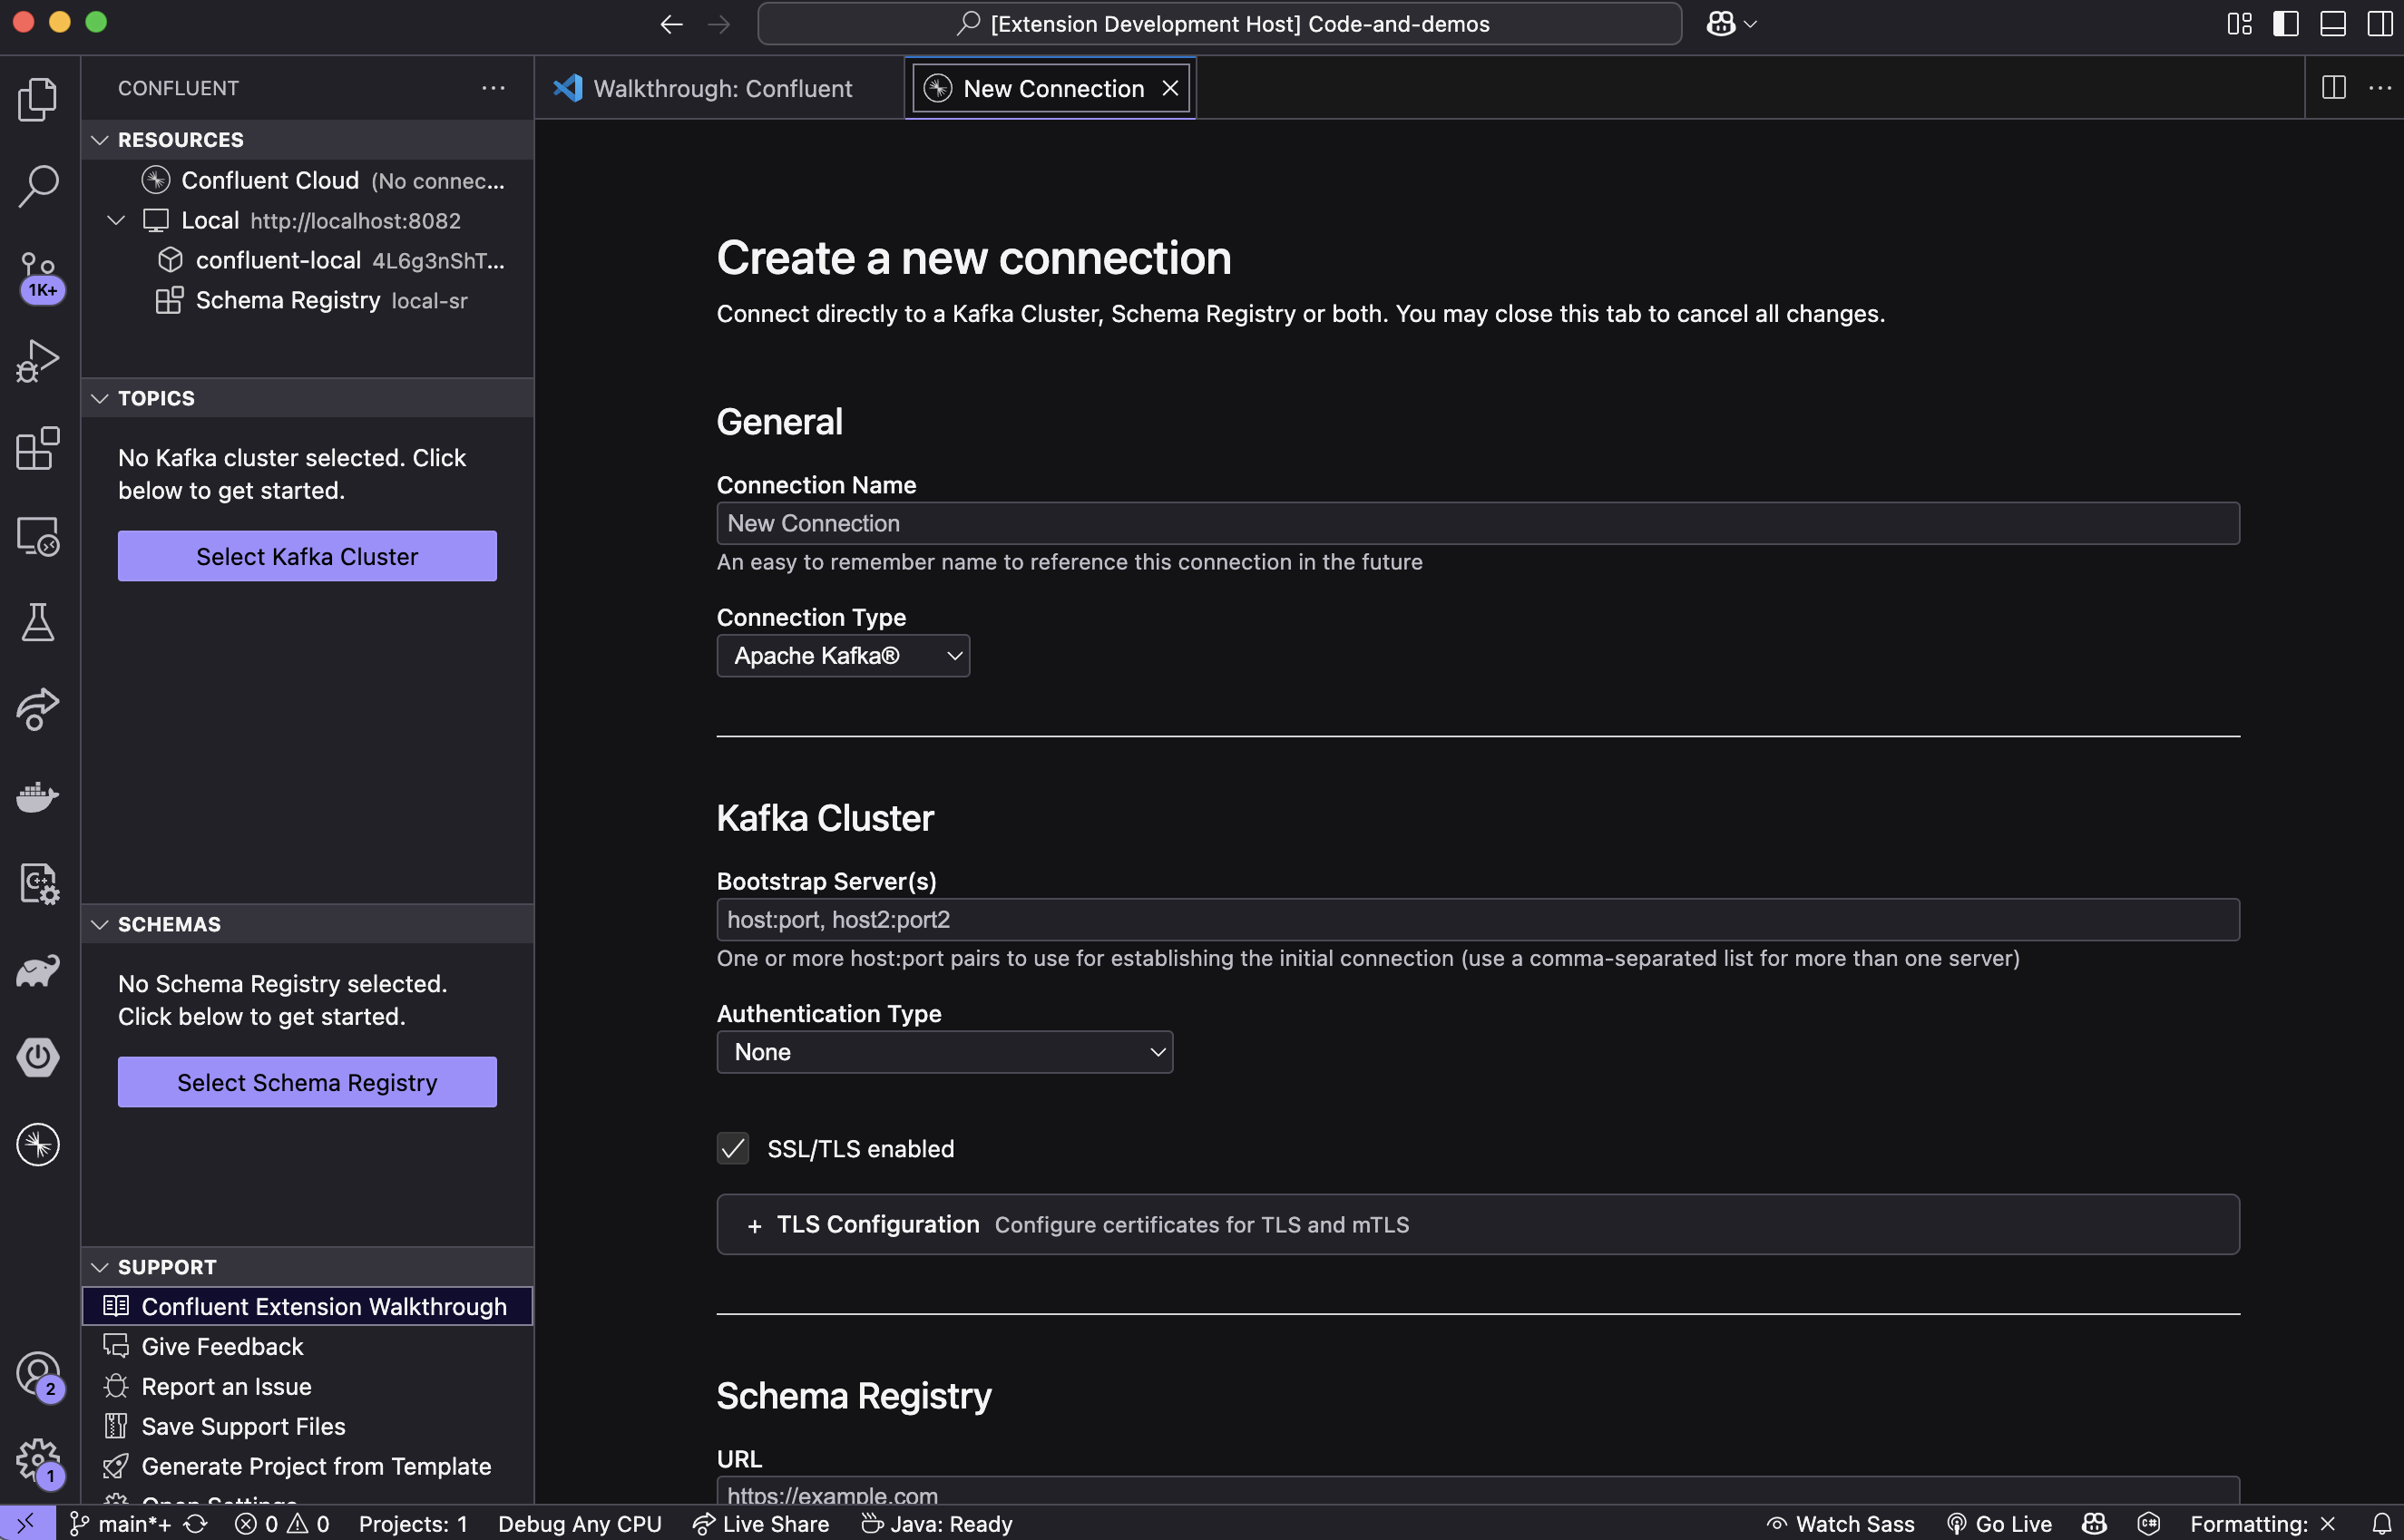 [Extension Development Host] Code-and-demos
CONFLUENT
Walkthrough: Confluent
New Connection
RESOURCES
Confluent Cloud (No connec...
Local http://localhost:8082
confluent-local 4L6g3nShT...
Schema Registry local-sr
1K+
TOPICS
No Kafka cluster selected. Click
below to get started.
Select Kafka Cluster
SCHEMAS
No Schema Registry selected.
Click below to get started.
Select Schema Registry
SUPPORT
Confluent Extension Walkthrough
Give Feedback
Report an Issue
Save Support Files
Generate Project from Template
Open Settings
2
1
Create a new connection
Connect directly to a Kafka Cluster, Schema Registry or both. You may close this tab to cancel all changes.
General
Connection Name
New Connection
An easy to remember name to reference this connection in the future
Connection Type
Apache Kafka®
Kafka Cluster
Bootstrap Server(s)
host:port, host2:port2
One or more host:port pairs to use for establishing the initial connection (use a comma-separated list for more than one server)
Authentication Type
None
SSL/TLS enabled
+ TLS Configuration Configure certificates for TLS and mTLS
Schema Registry
URL
https://example.com
main*+ 0 0 Projects: 1 Debug Any CPU Live Share Java: Ready Watch Sass Go Live C# Formatting: ×